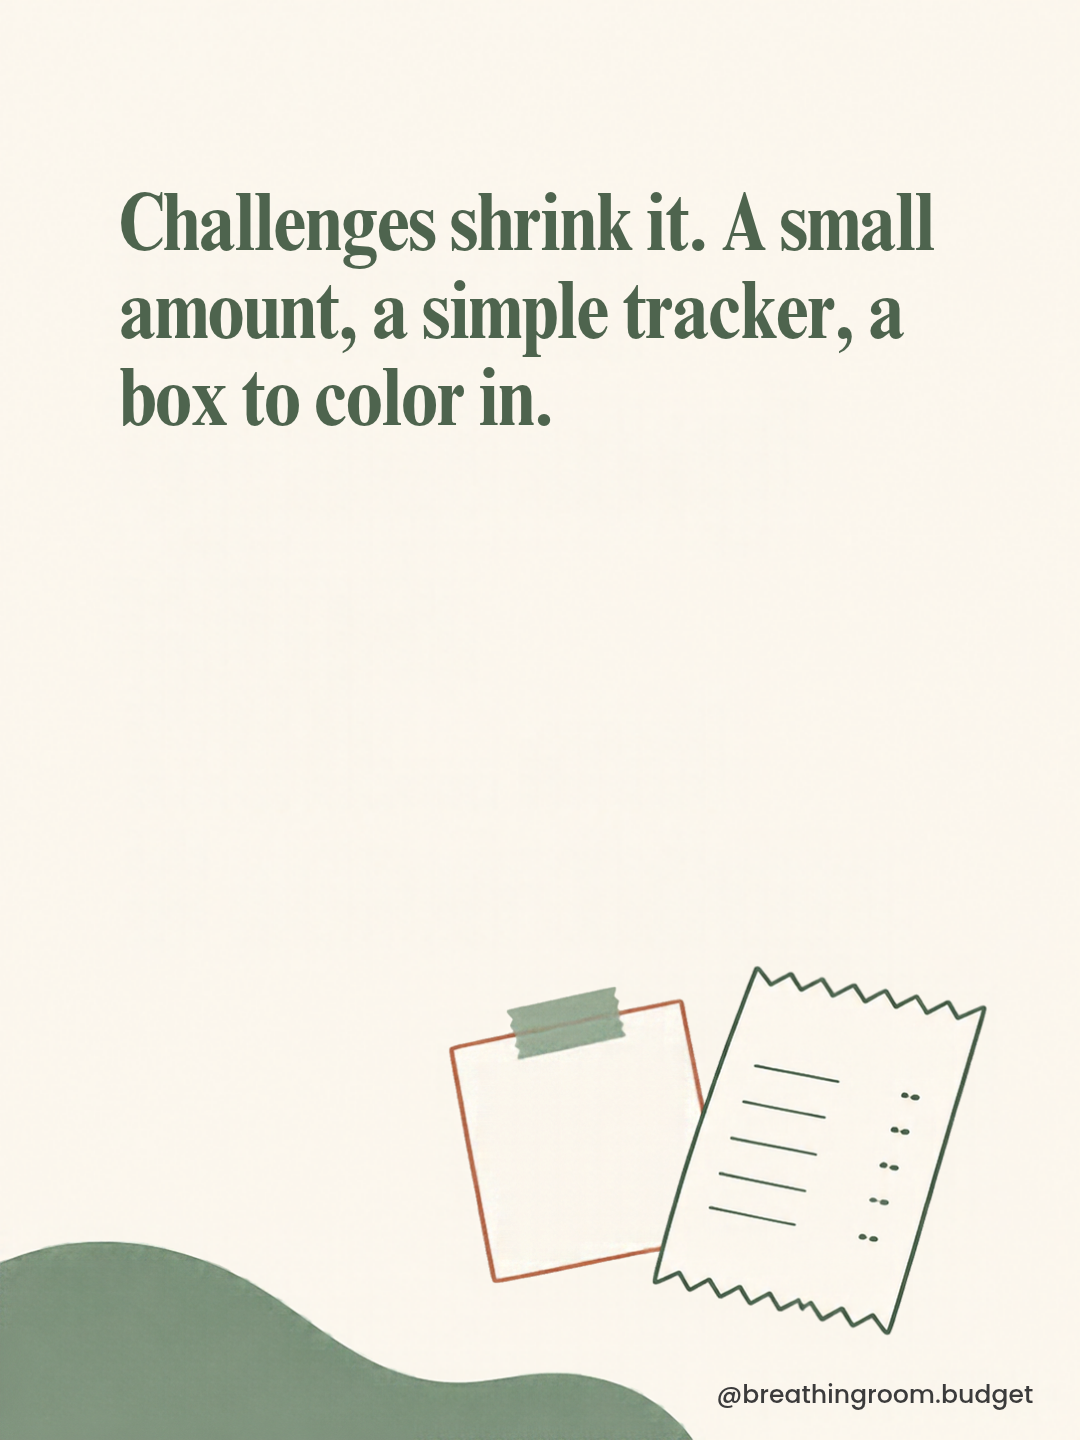 Challenges shrink it. A small
amount, a simple tracker, a
box to color in.
@breathingroom.budget